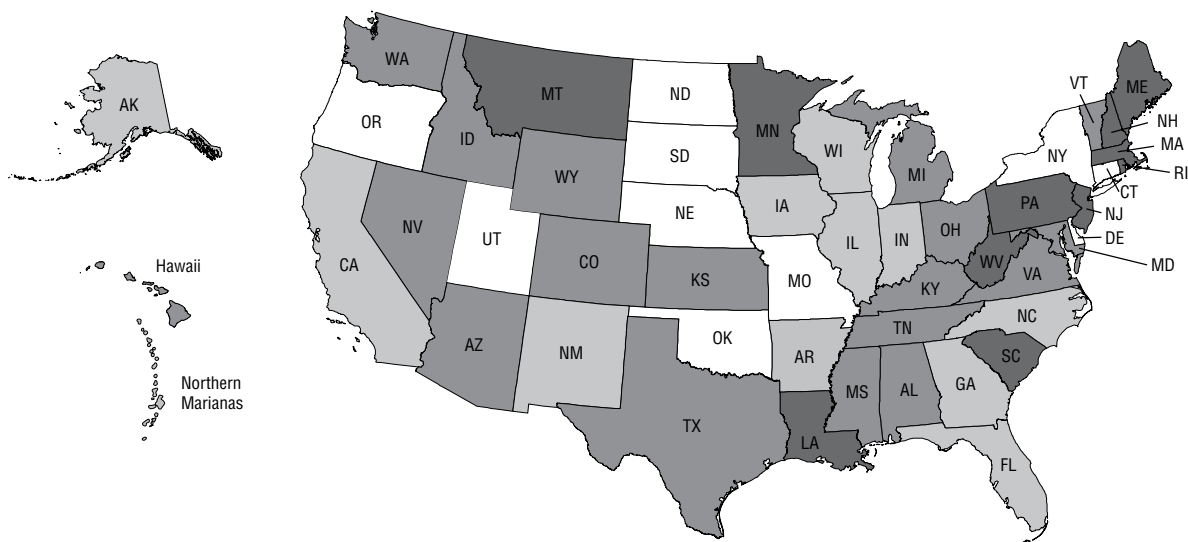 AK
WA
MT
ND
MN
VT
ME
NH
MA
RI
OR
ID
SD
WI
NY
MI
CT
WY
NE
IA
PA
NJ
DE
MD
NV
UT
CO
KS
IL
IN
OH
WV
VA
MO
KY
Hawaii
CA
AZ
NM
OK
AR
TN
NC
SC
Northern
Marianas
TX
MS
AL
GA
LA
FL